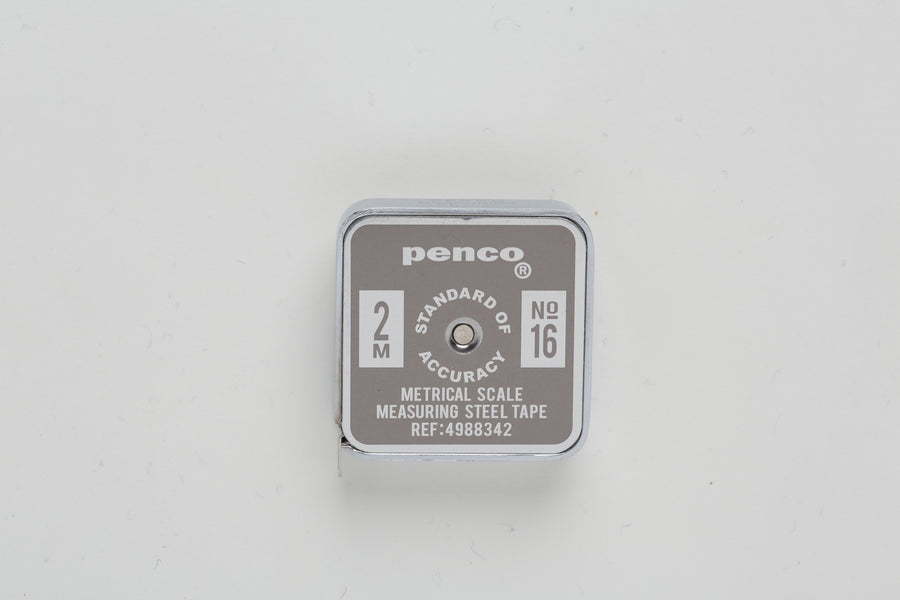 penco®
2
M
STANDARD OF
ACCURACY
Nº
16
METRICAL SCALE
MEASURING STEEL TAPE
REF:4988342